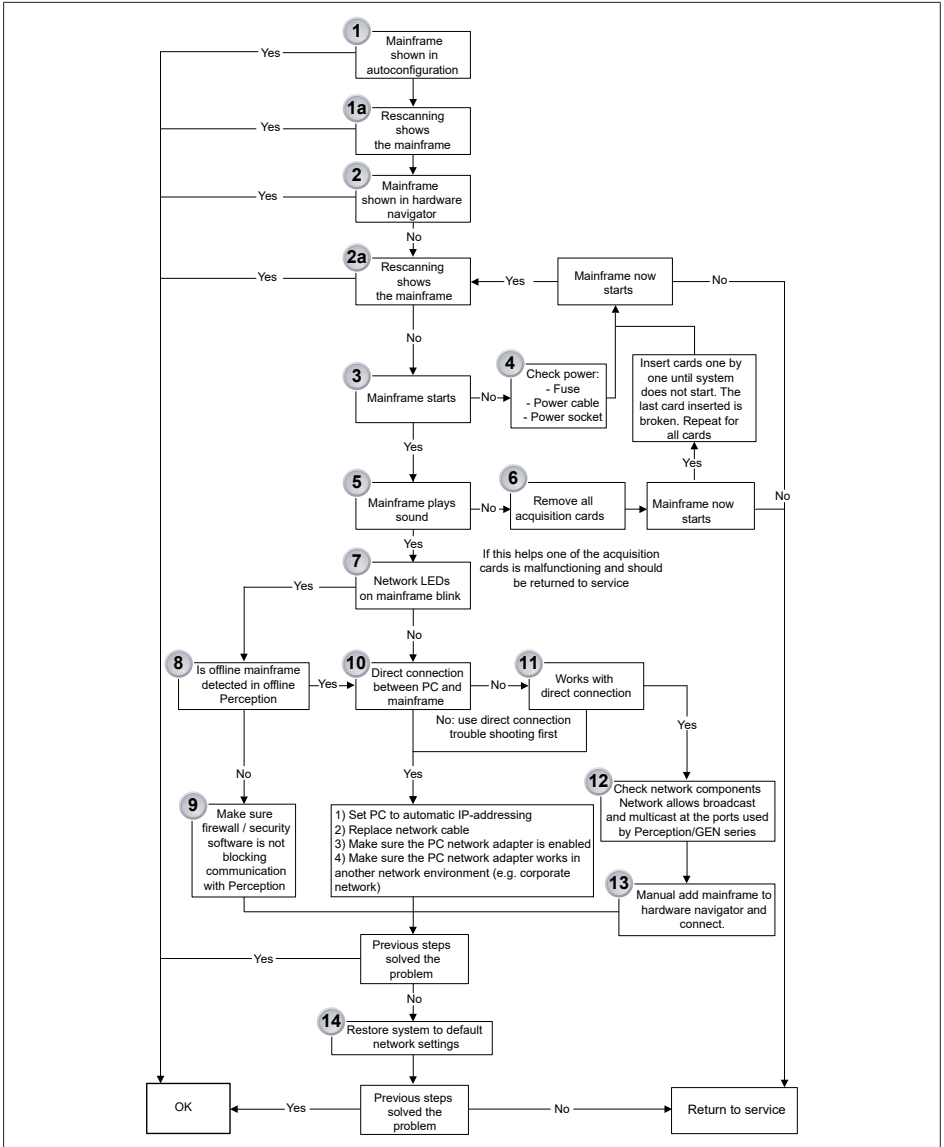 1
Mainframe
shown in
autoconfiguration
Yes
1a
Rescanning
shows
the mainframe
Yes
2
Mainframe
shown in hardware
navigator
Yes
No
2a
Rescanning
shows
the mainframe
Yes
Yes
Mainframe now
starts
No
No
3
Mainframe starts
No
4
Check power:
- Fuse
- Power cable
- Power socket
Insert cards one by
one until system
does not start. The
last card inserted is
broken. Repeat for
all cards
Yes
Yes
5
Mainframe plays
sound
No
6
Remove all
acquisition cards
Mainframe now
starts
No
Yes
If this helps one of the acquisition
cards is malfunctioning and should
be returned to service
7
Network LEDs
on mainframe blink
Yes
No
8
Is offline mainframe
detected in offline
Perception
Yes
10
Direct connection
between PC and
mainframe
No
11
Works with
direct connection
No: use direct connection
trouble shooting first
Yes
No
Yes
9
Make sure
firewall / security
software is not
blocking
communication
with Perception
1) Set PC to automatic IP-addressing
2) Replace network cable
3) Make sure the PC network adapter is enabled
4) Make sure the PC network adapter works in
another network environment (e.g. corporate
network)
12
Check network components
Network allows broadcast
and multicast at the ports used
by Perception/GEN series
13
Manual add mainframe to
hardware navigator and
connect.
Previous steps
solved the
problem
Yes
No
14
Restore system to default
network settings
OK
Yes
Previous steps
solved the
problem
No
Return to service